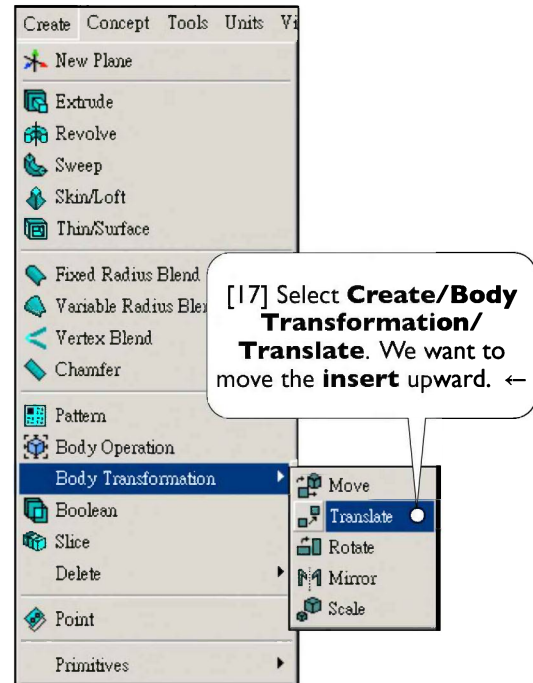 Create Concept Tools Units
New Plane
Extrude
Revolve
Sweep
Skin/Loft
Thin/Surface
Fixed Radius Blend
Variable Radius Blen
Vertex Blend
Chamfer
[17] Select Create/Body
Transformation/
Translate. We want to
move the insert upward. ←
Pattern
Body Operation
Body Transformation
Boolean
Slice
Delete
Point
Primitives
Move
Translate
Rotate
Mirror
Scale